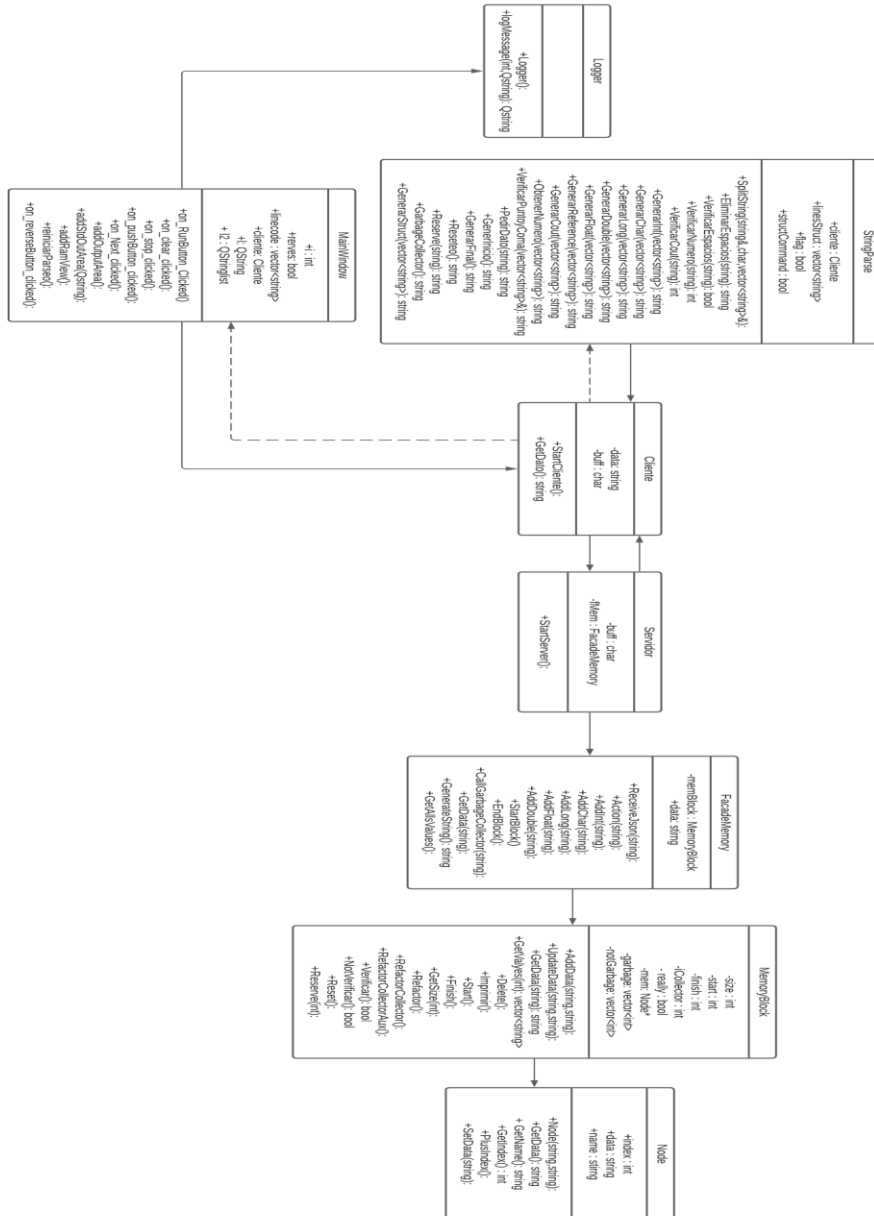 Logger
+Logger():
+logMessage(int,Qstring): Qstring
StringParse
+cliente : Cliente
+linesStruct : vector<string>
+flag : bool
+structCommand : bool
+SplitString(string&,char,vector<string>&):
+EliminarEspacios(string): string
+VerificarEspacios(string): bool
+VerificarNumero(string): int
+VerificarCout(string): int
+GenerarInt(vector<string>): string
+GenerarChar(vector<string>): string
+GenerarLong(vector<string>): string
+GeneratDouble(vector<string>): string
+GenerarFloat(vector<string>): string
+GenerarReference(vector<string>): string
+GenerarCout(vector<string>): string
+ObtenerNumero(vector<string>): string
+VerificarPuntoyComa(vector<string>&): string
+PedirDato(string): string
+GenerInicio(): string
+GenerarFinal(): string
+Reseteo(): string
+Reserve(string): string
+GarbageCollector(): string
+GenerarStruct(vector<string>): string
MainWindow
+i : int
+linecode : vector<string>
+renves: bool
+cliente: Cliente
+l: QString
+l2 : QStringlist
+on_RunButton_Clicked()
+on_clear_clicked():
+on_stop_clicked():
+on_pushButton_clicked():
+on_Next_clicked():
+addOutputArea():
+addStdOutArea(Qstring):
+addRamView():
+reiniciarParseo():
+on_reverseButton_clicked():
Cliente
-data: string
-buff : char
+StartCliente():
+GetDato(): string
Servidor
-buff : char
-fMem : FacadeMemory
+StartServer():
FacadeMemory
-memBlock : MemoryBlock
+data: string
+ReceiveJson(string):
+Action(string):
+AddInt(string):
+AddChar(string):
+AddLong(string):
+AddFloat(string):
+AddDouble(string):
+StartBlock()
+EndBlock():
+CallGarbageCollector(string):
+GetData(string):
+GenerateString(): string
+GetAllsValues():
MemoryBlock
-size : int
-start : int
-finish : int
-iCollector : int
- really : bool
-mem: Node*
-garbage: vector<int>
-notGarbage: vector<int>
+AddData(string,string):
+UpdateData(string,string):
+GetData(string): string
+GetValyes(int): vector<string>
+Delete():
+Imprimir():
+Start():
+Finish():
+GetSize(int):
+Refactor():
+RefactorCollector():
+RefactorCollectorAux():
+Verificar(): bool
+NotVerificar(): bool
+Reset():
+Reserve(int):
Node
+index : int
+data : string
+name : string
+Node(string,string):
+GetData(): string
+ GetName(): string
+GetIndex() : int
+PlusIndex():
+SetData(string):